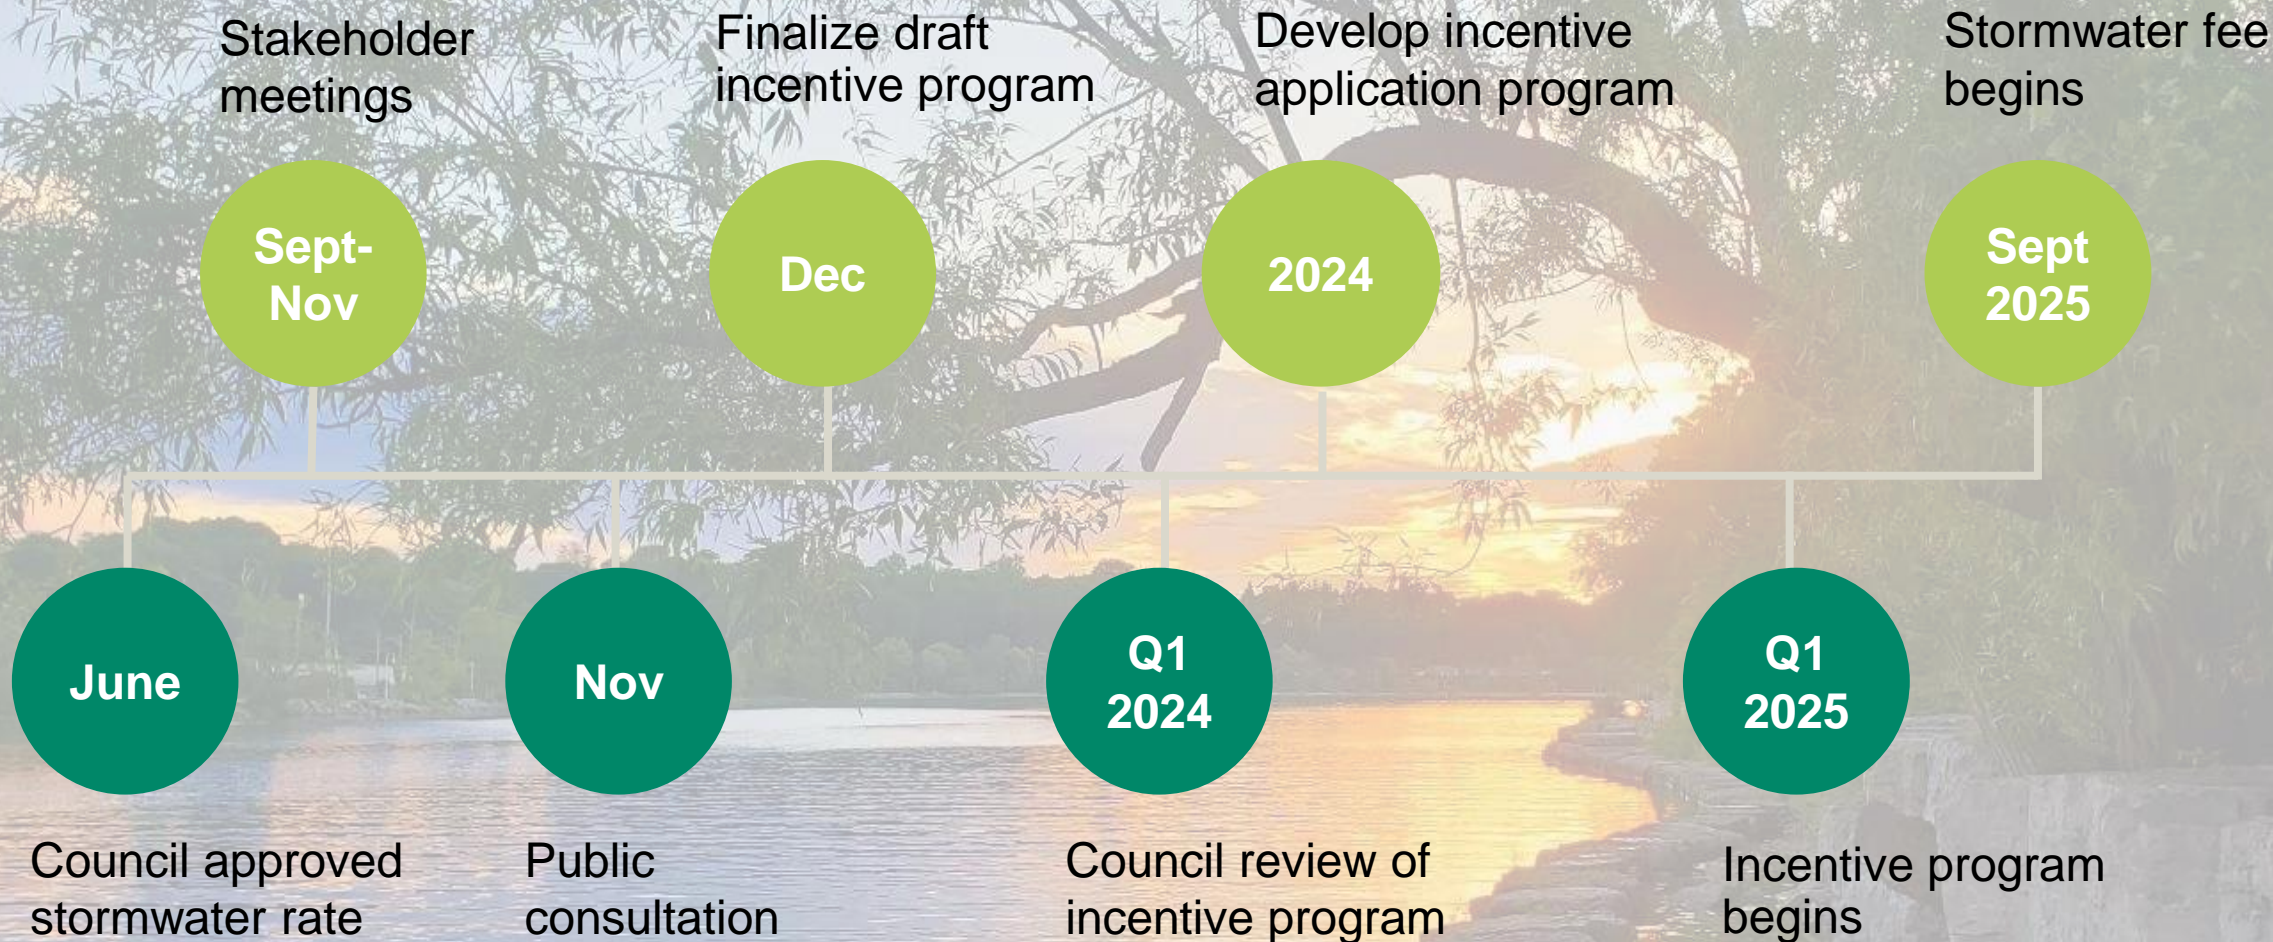 Stakeholder
meetings
Finalize draft
incentive program
Develop incentive
application program
Stormwater fee
begins
Sept-
Nov
Dec
2024
Sept
2025
June
Nov
Q1
2024
Q1
2025
Council approved
stormwater rate
Public
consultation
Council review of
incentive program
Incentive program
begins